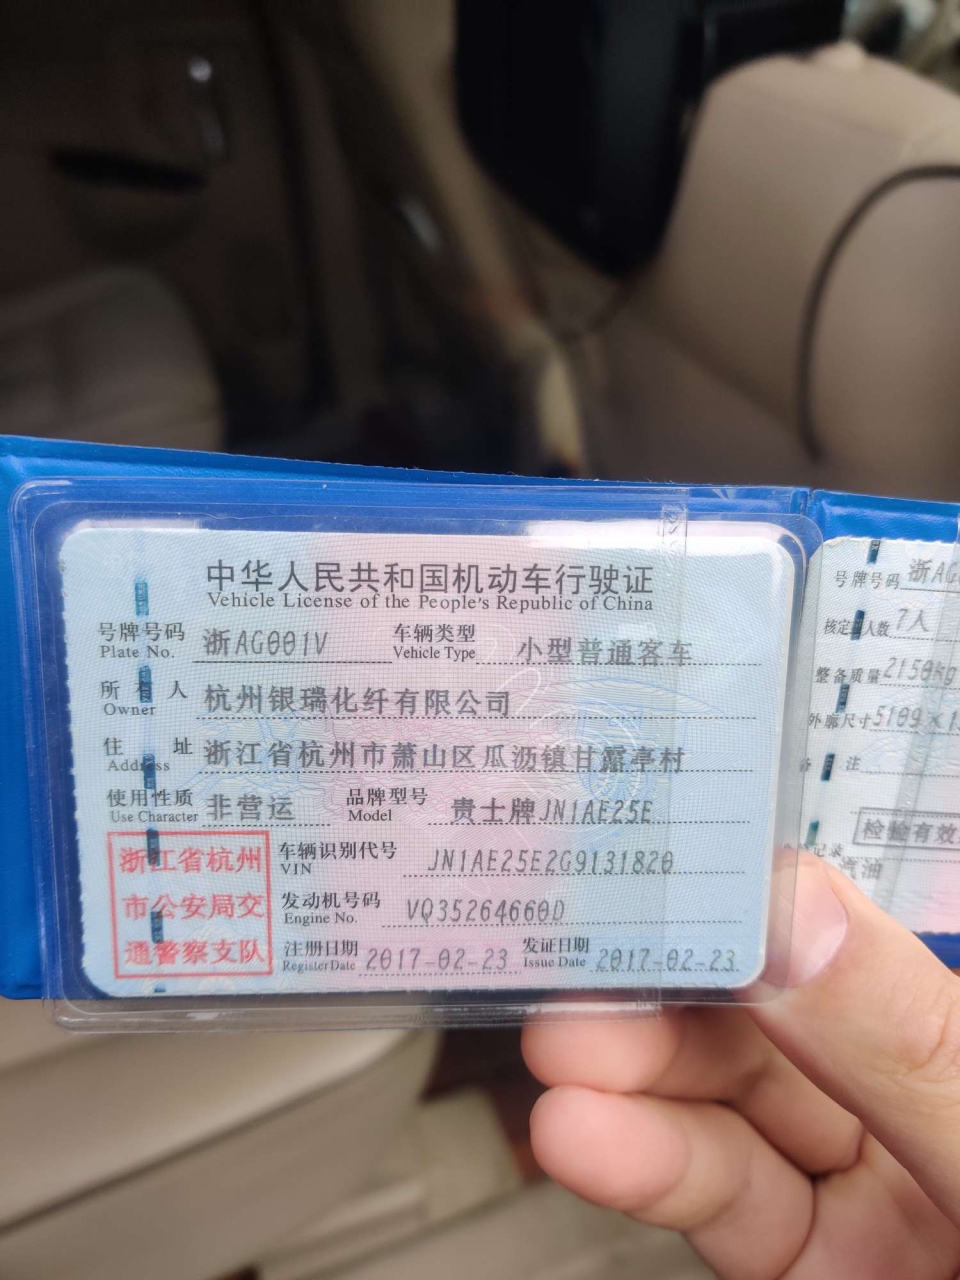 中华人民共和国机动车行驶证
Vehicle License of the People's Republic of China
号牌号码 浙AG001V 车辆类型 小型普通客车
Plate No. Vehicle Type
所有人 杭州银瑞化纤有限公司
Owner
住址 浙江省杭州市萧山区瓜沥镇甘露亭村
Address
使用性质 非营运 品牌型号 贵士牌JN1AE25E
Use Character Model
浙江省杭州
市公安局交
通警察支队
车辆识别代号 JN1AE25E2G9131820
VIN
发动机号码 VQ35264660D
Engine No.
注册日期 2017-02-23 发证日期 2017-02-23
Register Date Issue Date
号牌号码 浙AG
核定人数 7人
整备质量 2150kg
外廓尺寸 5109×1
备注
检验有效
记录
汽油